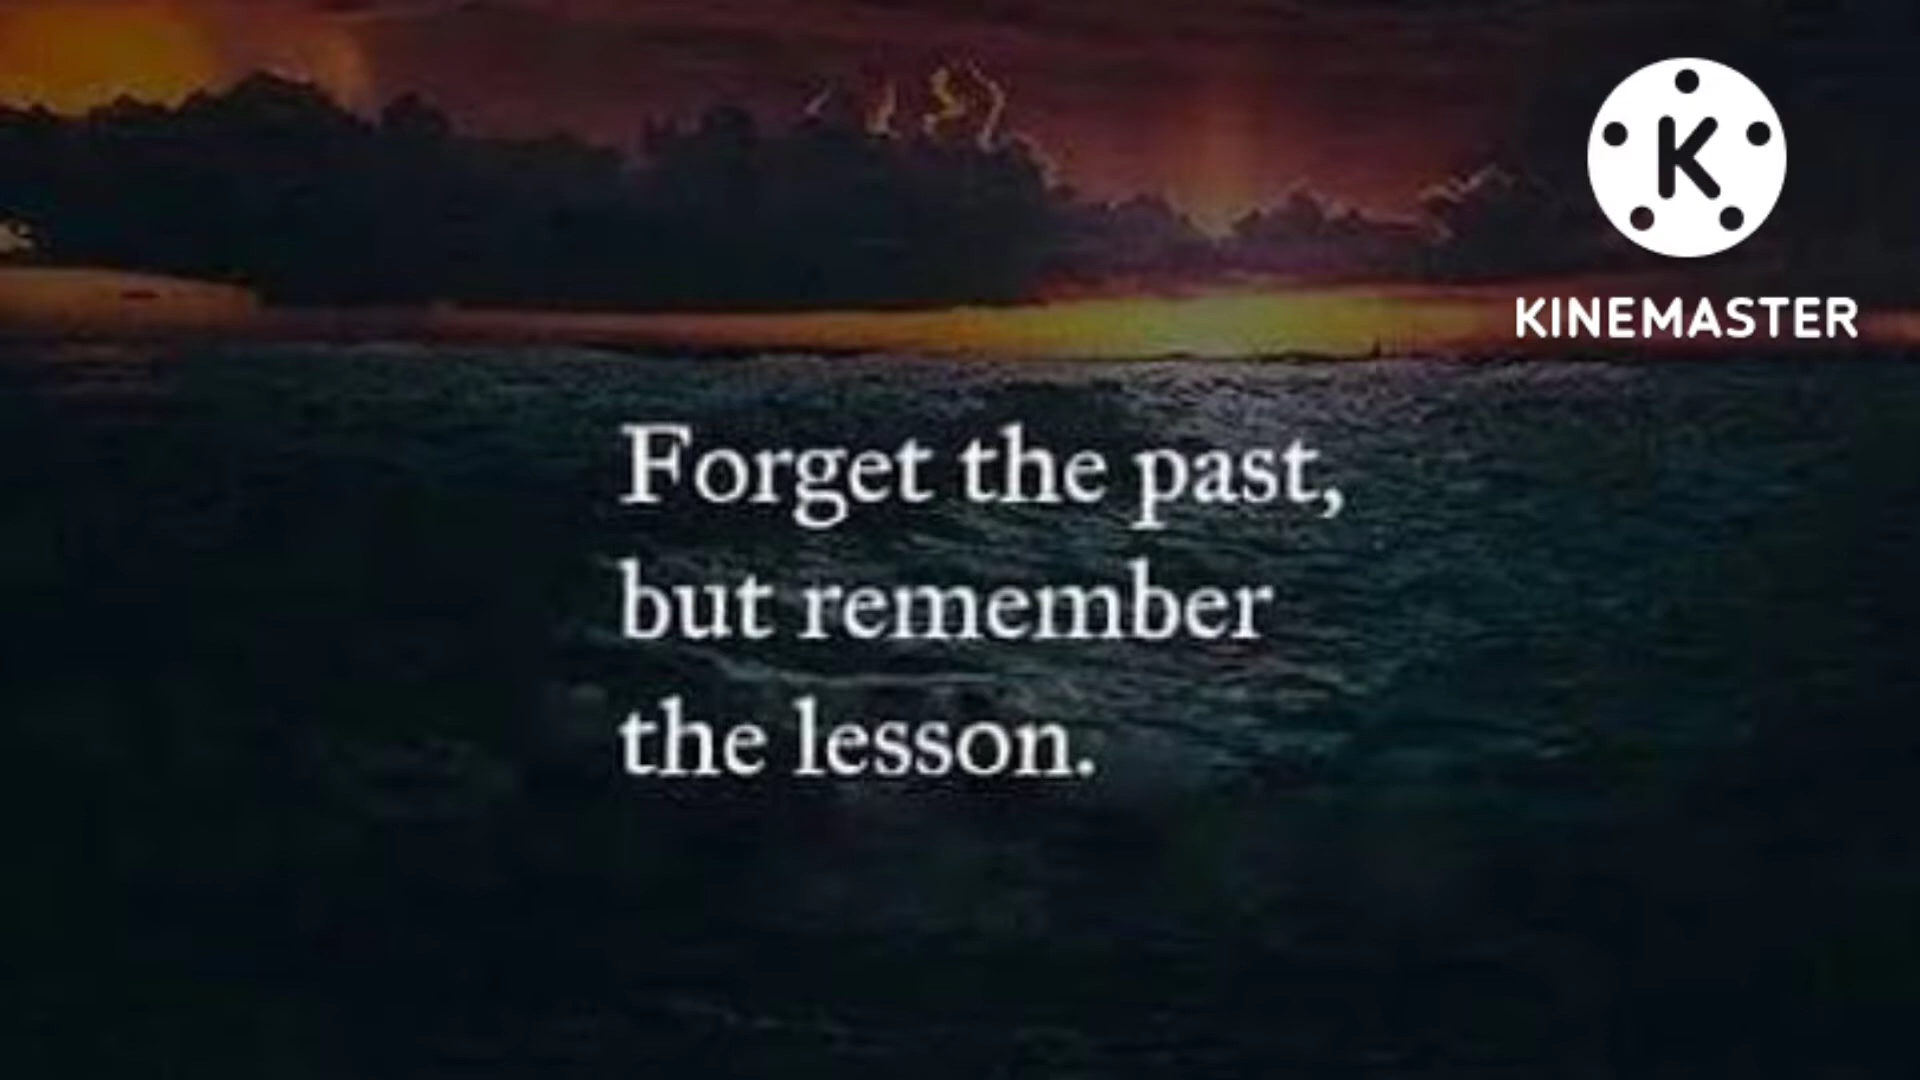 K
KINEMASTER
Forget the past,
but remember
the lesson.